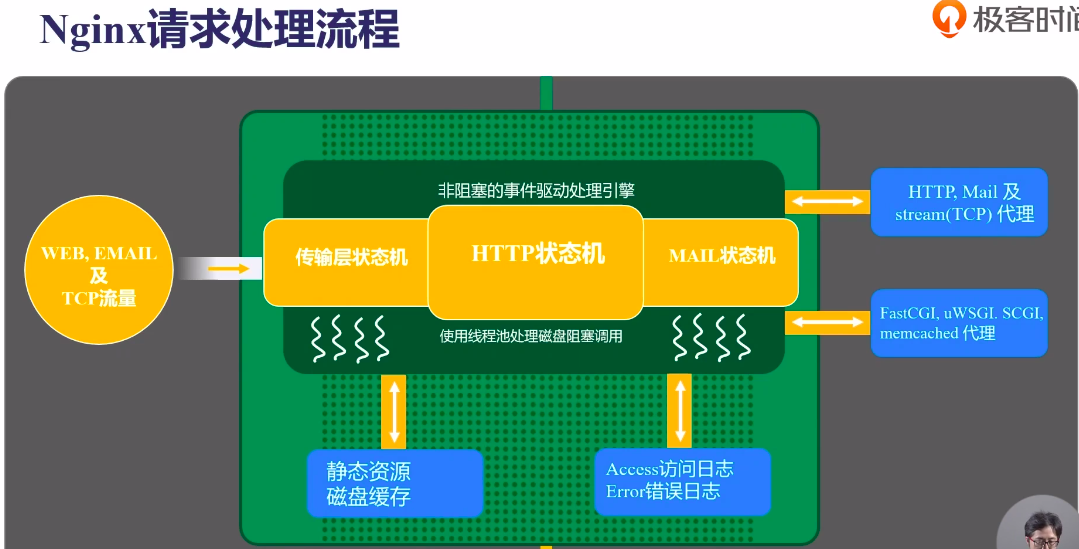 Nginx请求处理流程
极客时间
非阻塞的事件驱动处理引擎
HTTP, Mail 及
stream(TCP) 代理
WEB, EMAIL
及
TCP流量
传输层状态机
HTTP状态机
MAIL状态机
使用线程池处理磁盘阻塞调用
FastCGI, uWSGI. SCGI,
memcached 代理
静态资源
磁盘缓存
Access访问日志
Error错误日志